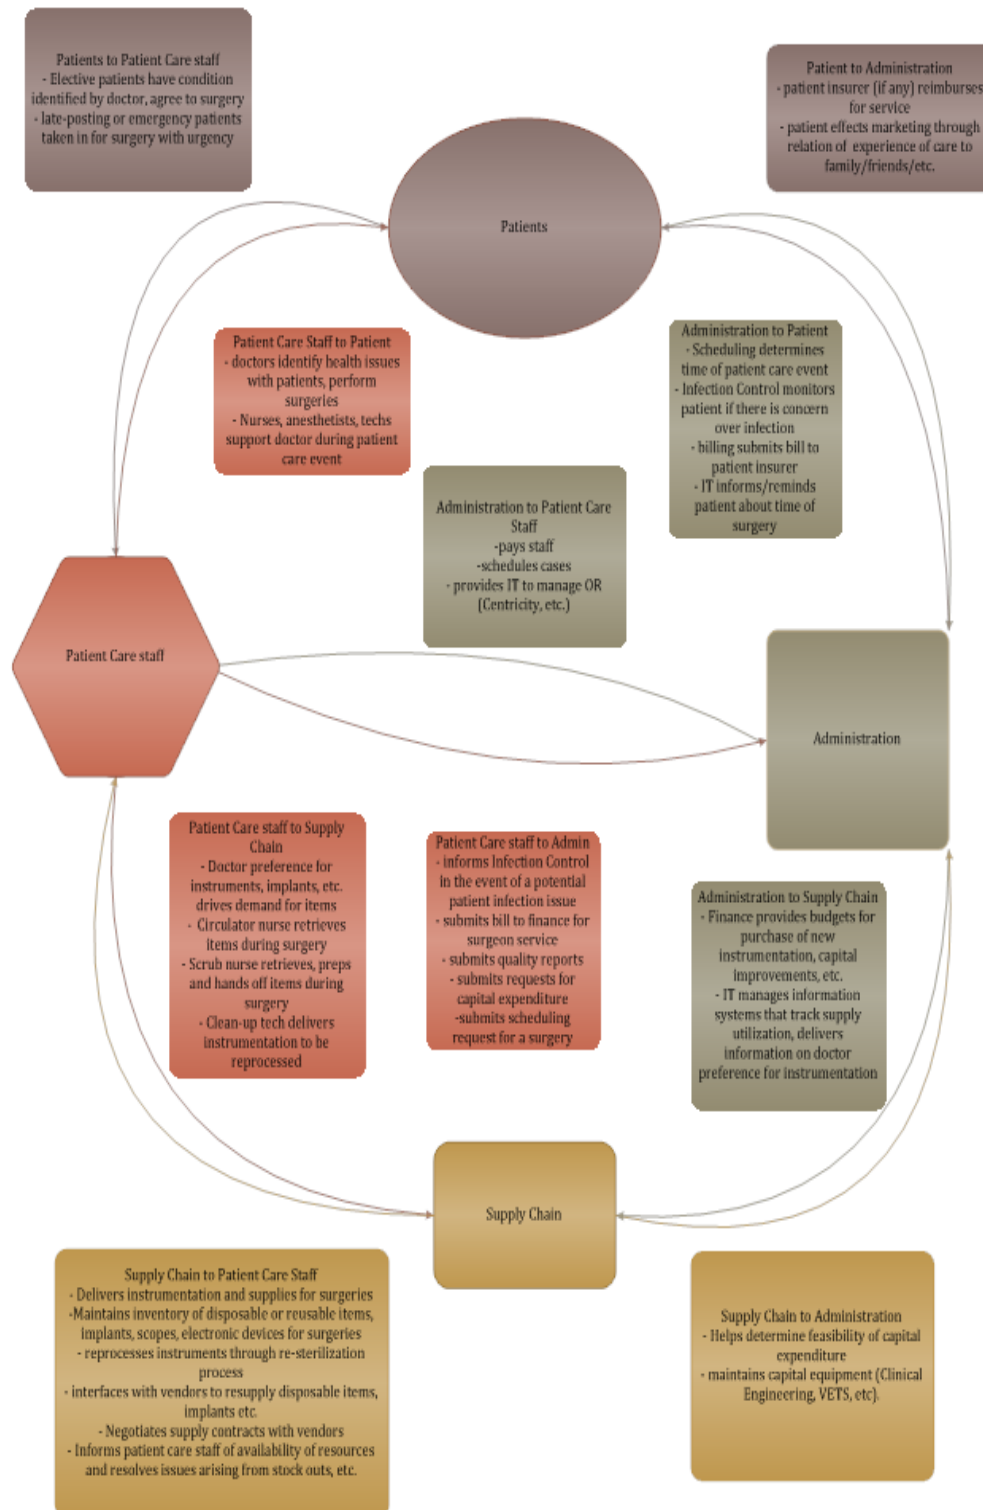 Patients to Patient Care staff
- Elective patients have condition
identified by doctor, agree to surgery
- late-posting or emergency patients
taken in for surgery with urgency
Patient to Administration
- patient insurer (if any) reimburses
for service
- patient effects marketing through
relation of experience of care to
family/friends/etc.
Patients
Patient Care Staff to Patient
- doctors identify health issues
with patients, perform
surgeries
- Nurses, anesthetists, techs
support doctor during patient
care event
Administration to Patient
- Scheduling determines
time of patient care event
- Infection Control monitors
patient if there is concern
over infection
- billing submits bill to
patient insurer
- IT informs/reminds
patient about time of
surgery
Administration to Patient Care
Staff
-pays staff
-schedules cases
- provides IT to manage OR
(Centricity, etc.)
Patient Care staff
Administration
Patient Care staff to Supply
Chain
- Doctor preference for
instruments, implants, etc.
drives demand for items
- Circulator nurse retrieves
items during surgery
- Scrub nurse retrieves, preps
and hands off items during
surgery
- Clean-up tech delivers
instrumentation to be
reprocessed
Patient Care staff to Admin
- informs Infection Control
in the event of a potential
patient infection issue
- submits bill to finance for
surgeon service
- submits quality reports
- submits requests for
capital expenditure
-submits scheduling
request for a surgery
Administration to Supply Chain
- Finance provides budgets for
purchase of new
instrumentation, capital
improvements, etc.
- IT manages information
systems that track supply
utilization, delivers
information on doctor
preference for instrumentation
Supply Chain
Supply Chain to Patient Care Staff
- Delivers instrumentation and supplies for surgeries
-Maintains inventory of disposable or reusable items,
implants, scopes, electronic devices for surgeries
- reprocesses instruments through re-sterilization
process
- interfaces with vendors to resupply disposable items,
implants etc.
- Negotiates supply contracts with vendors
- Informs patient care staff of availability of resources
and resolves issues arising from stock outs, etc.
Supply Chain to Administration
- Helps determine feasibility of capital
expenditure
- maintains capital equipment (Clinical
Engineering, VETS, etc).